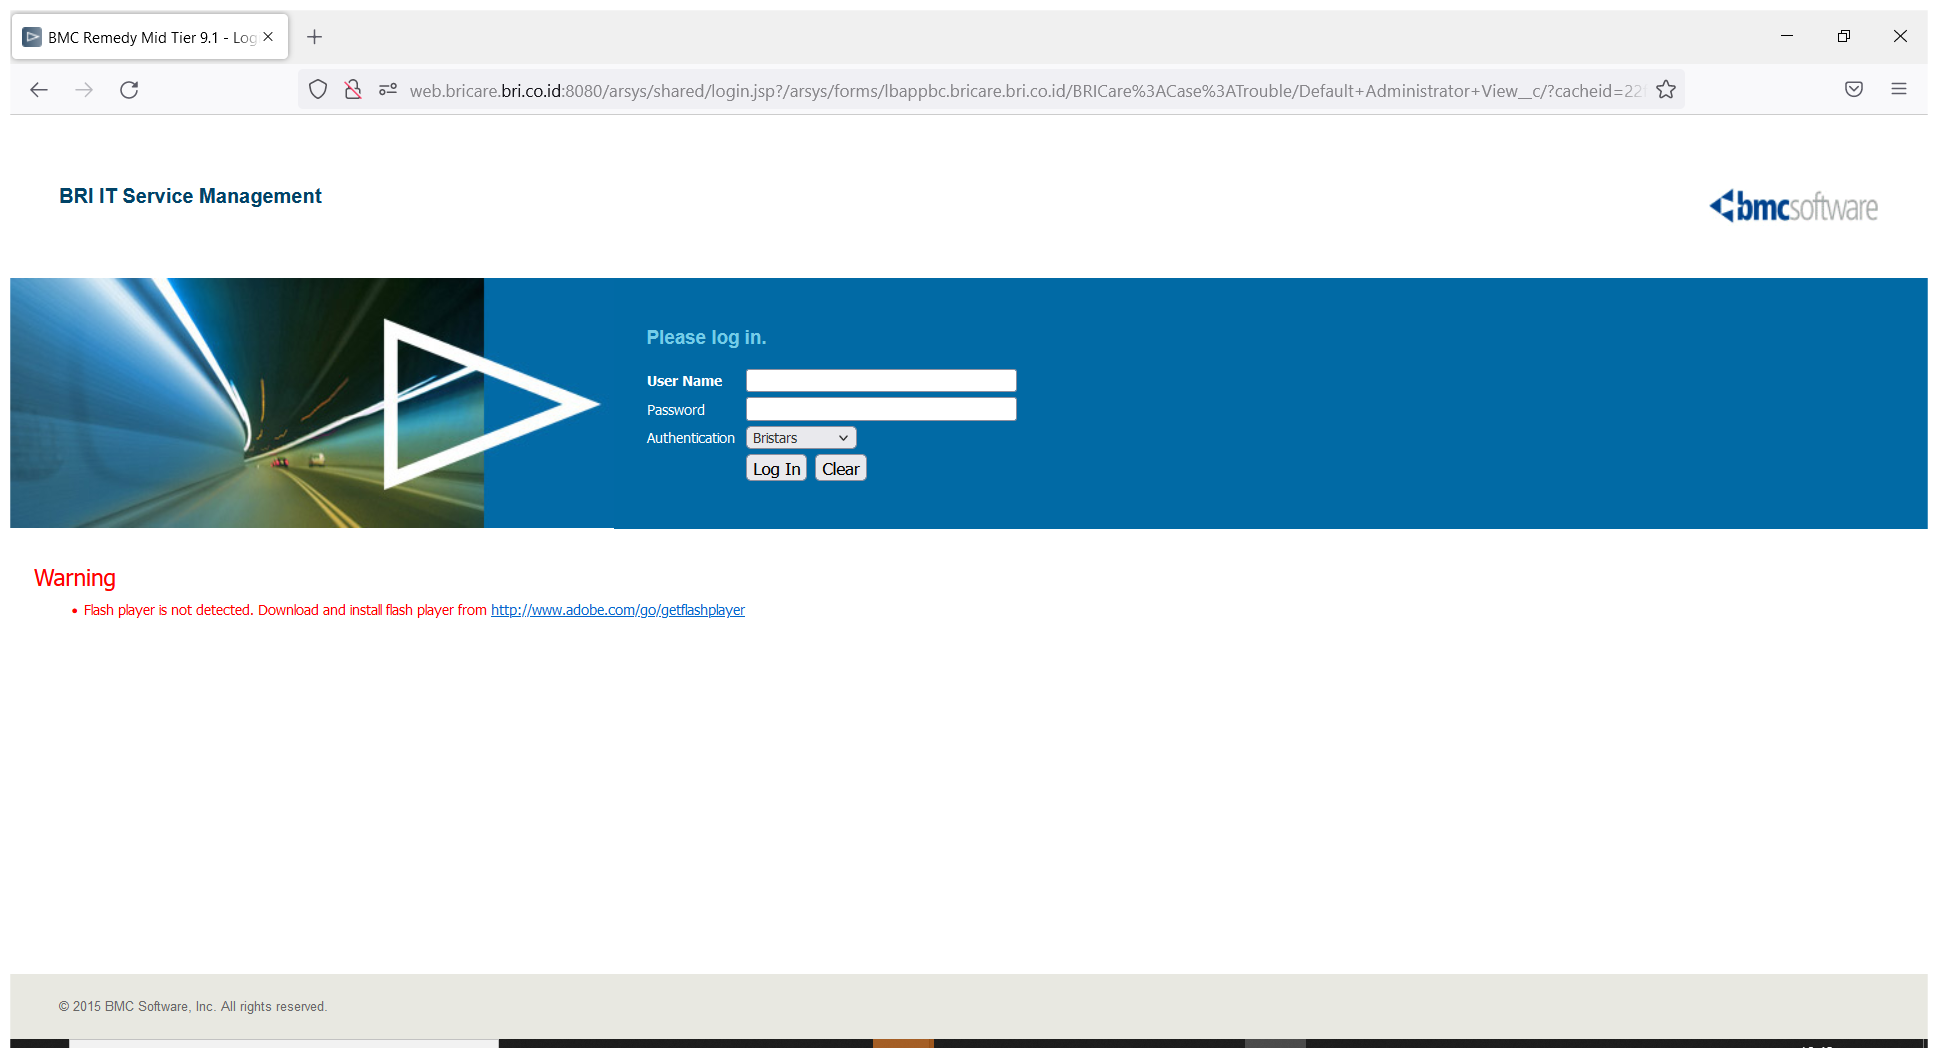 BMC Remedy Mid Tier 9.1 - Log
web.bricare.bri.co.id:8080/arsys/shared/login.jsp?/arsys/forms/lbappbc.bricare.bri.co.id/BRICare%3ACase%3ATrouble/Default+Administrator+View__c/?cacheid=22
BRI IT Service Management
bmcsoftware
Please log in.
User Name
Password
Authentication
Bristars
Log In
Clear
Warning
• Flash player is not detected. Download and install flash player from http://www.adobe.com/go/getflashplayer
© 2015 BMC Software, Inc. All rights reserved.